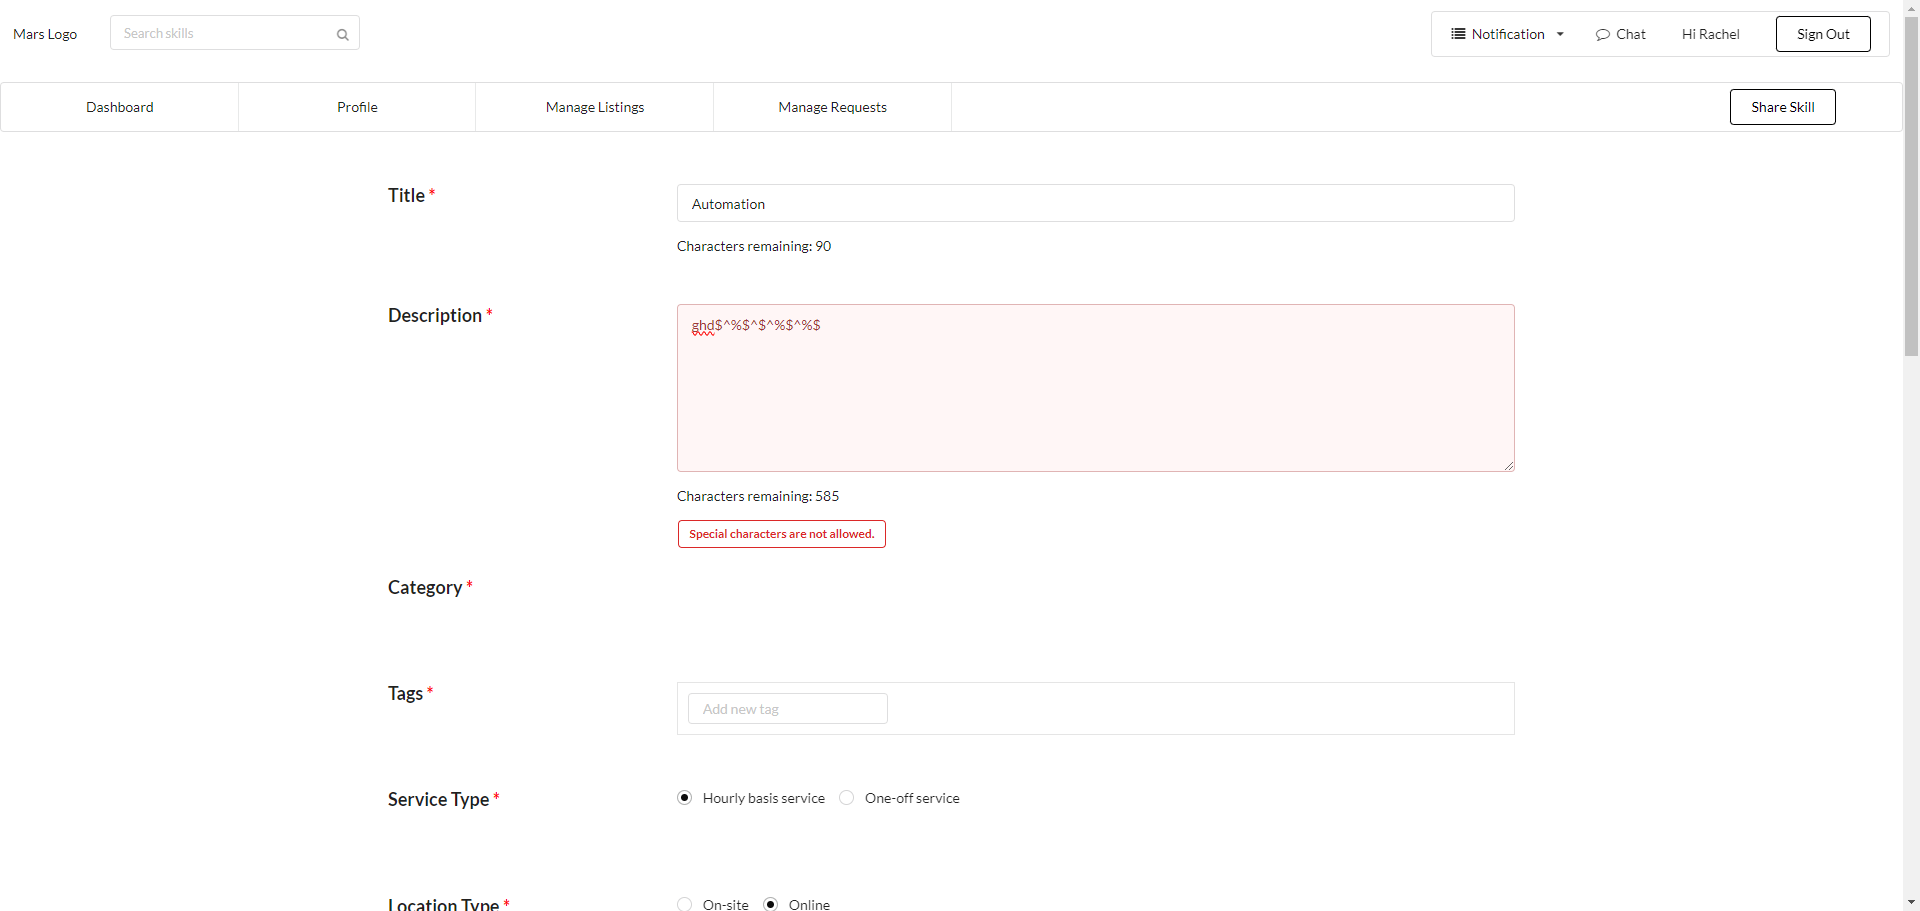 Mars Logo
Search skills
Notification
Chat
Hi Rachel
Sign Out
Dashboard
Profile
Manage Listings
Manage Requests
Share Skill
Title *
Automation
Characters remaining: 90
Description *
ghd$^%$^$^%$^%$
Characters remaining: 585
Special characters are not allowed.
Category *
Tags *
Add new tag
Service Type *
Hourly basis service
One-off service
Location Type *
On-site
Online